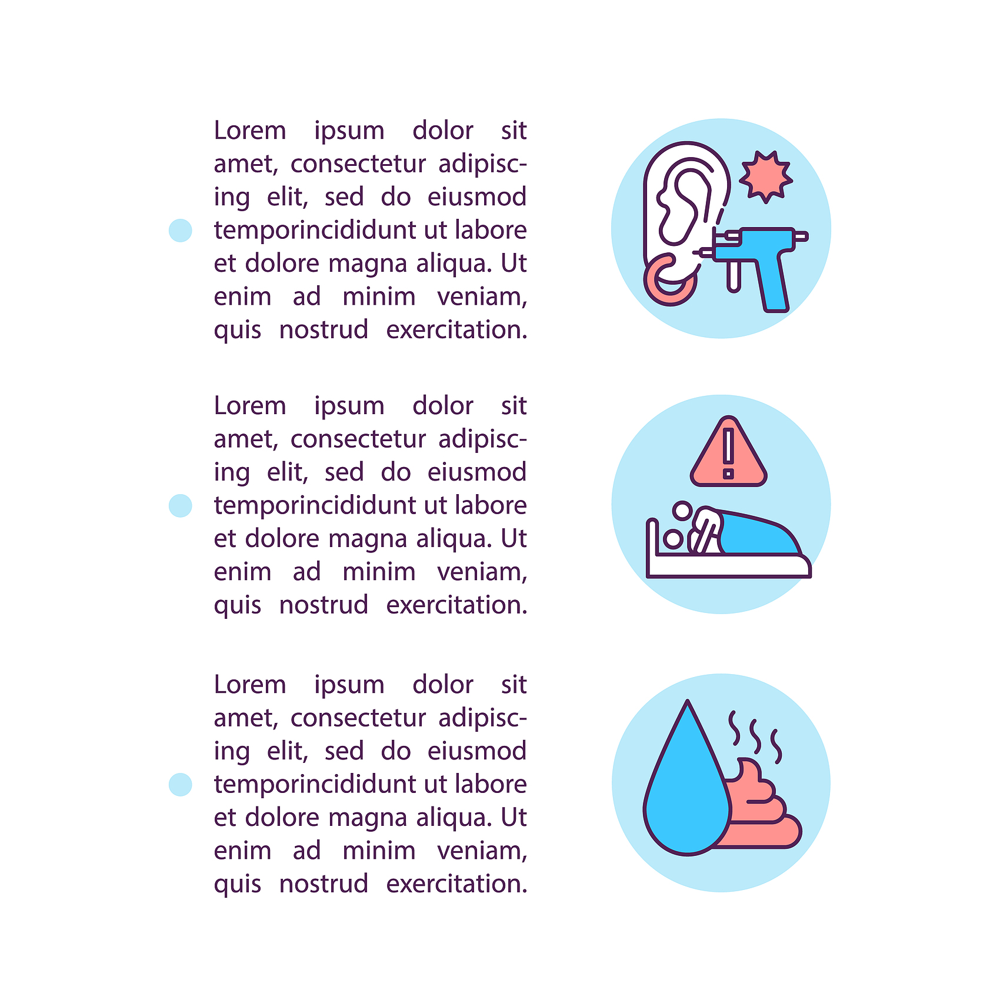 Lorem ipsum dolor sit
amet, consectetur adipisc-
ing elit, sed do eiusmod
temporincididunt ut labore
et dolore magna aliqua. Ut
enim ad minim veniam,
quis nostrud exercitation.
Lorem ipsum dolor sit
amet, consectetur adipisc-
ing elit, sed do eiusmod
temporincididunt ut labore
et dolore magna aliqua. Ut
enim ad minim veniam,
quis nostrud exercitation.
Lorem ipsum dolor sit
amet, consectetur adipisc-
ing elit, sed do eiusmod
temporincididunt ut labore
et dolore magna aliqua. Ut
enim ad minim veniam,
quis nostrud exercitation.